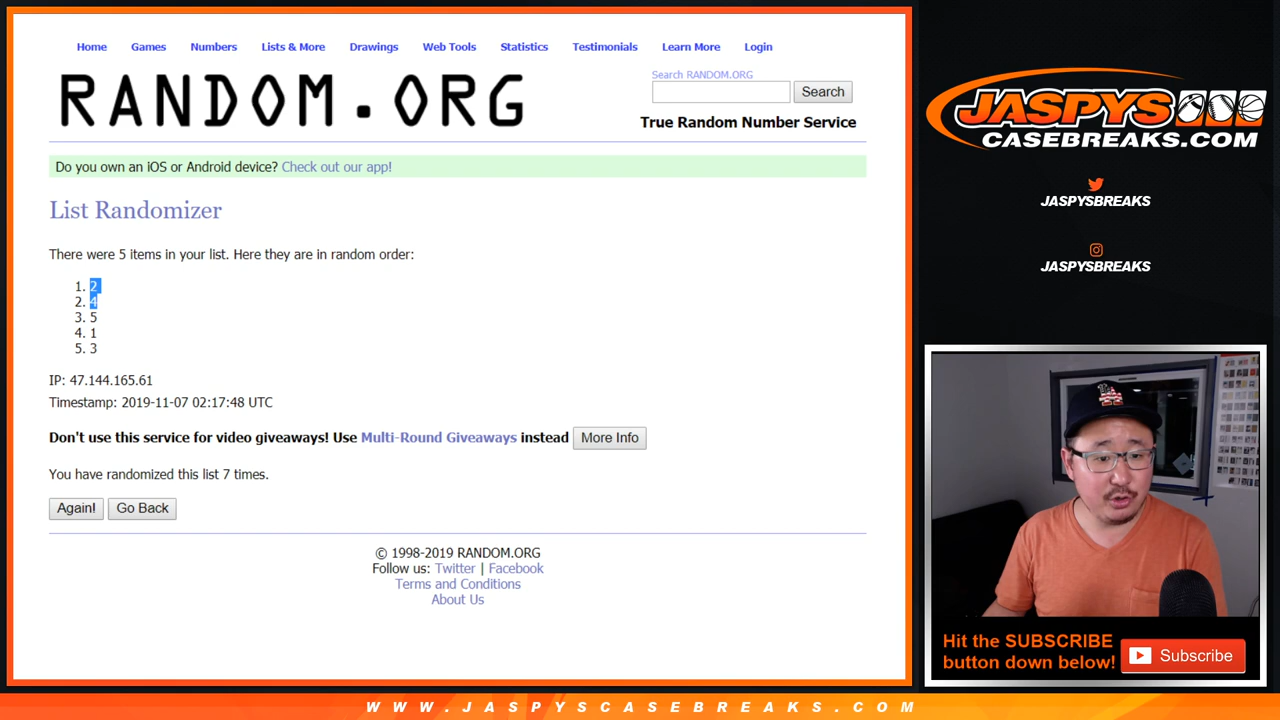 Home Games Numbers Lists & More Drawings Web Tools Statistics Testimonials Learn More Login
RANDOM.ORG
Search RANDOM.ORG
Search
True Random Number Service
Do you own an iOS or Android device? Check out our app!
List Randomizer
There were 5 items in your list. Here they are in random order:
1. 2
2. 4
3. 5
4. 1
5. 3
IP: 47.144.165.61
Timestamp: 2019-11-07 02:17:48 UTC
Don't use this service for video giveaways! Use Multi-Round Giveaways instead More Info
You have randomized this list 7 times.
Again! Go Back
© 1998-2019 RANDOM.ORG
Follow us: Twitter | Facebook
Terms and Conditions
About Us
JASPYS
CASEBREAKS.COM
JASPYSBREAKS
JASPYSBREAKS
Hit the SUBSCRIBE
button down below!
Subscribe
WWW.JASPYSCASEBREAKS.COM